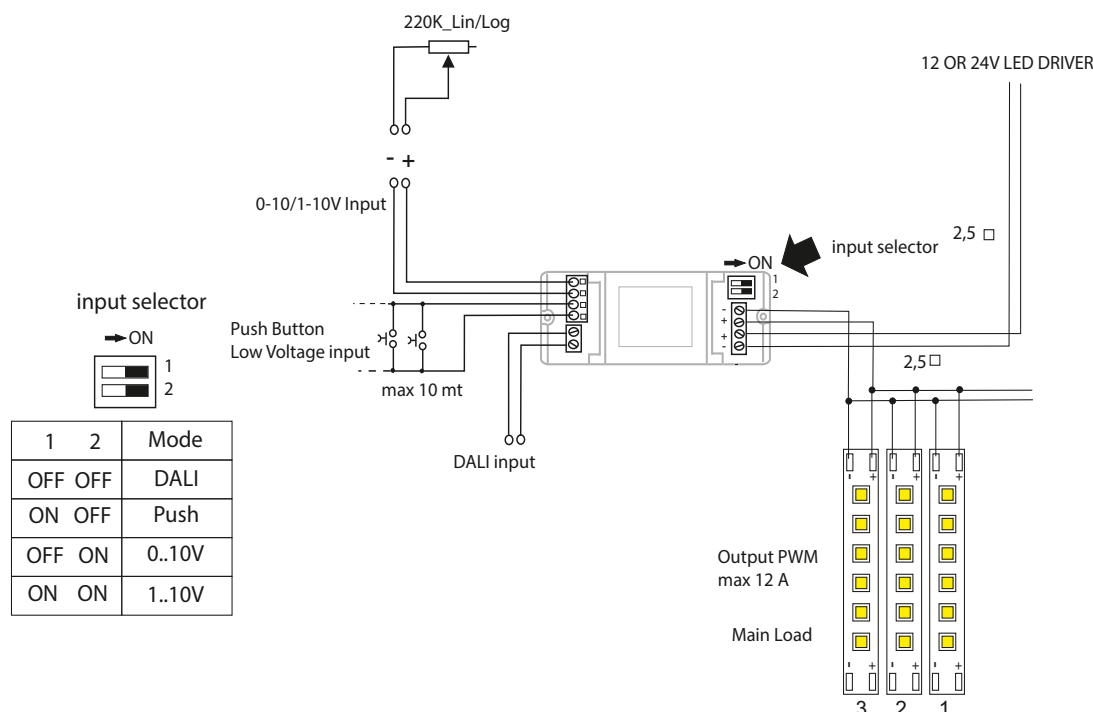 220K_Lin/Log
12 OR 24V LED DRIVER
- +
0-10/1-10V Input
2,5 □
input selector
ON
1
2
input selector
ON
1
2
Push Button
Low Voltage input
max 10 mt
-
+
+
-
2,5□
DALI input
1 2 Mode
OFF OFF DALI
ON OFF Push
OFF ON 0..10V
ON ON 1..10V
- + - + - +
Output PWM
max 12 A
Main Load
- + - + - +
3 2 1